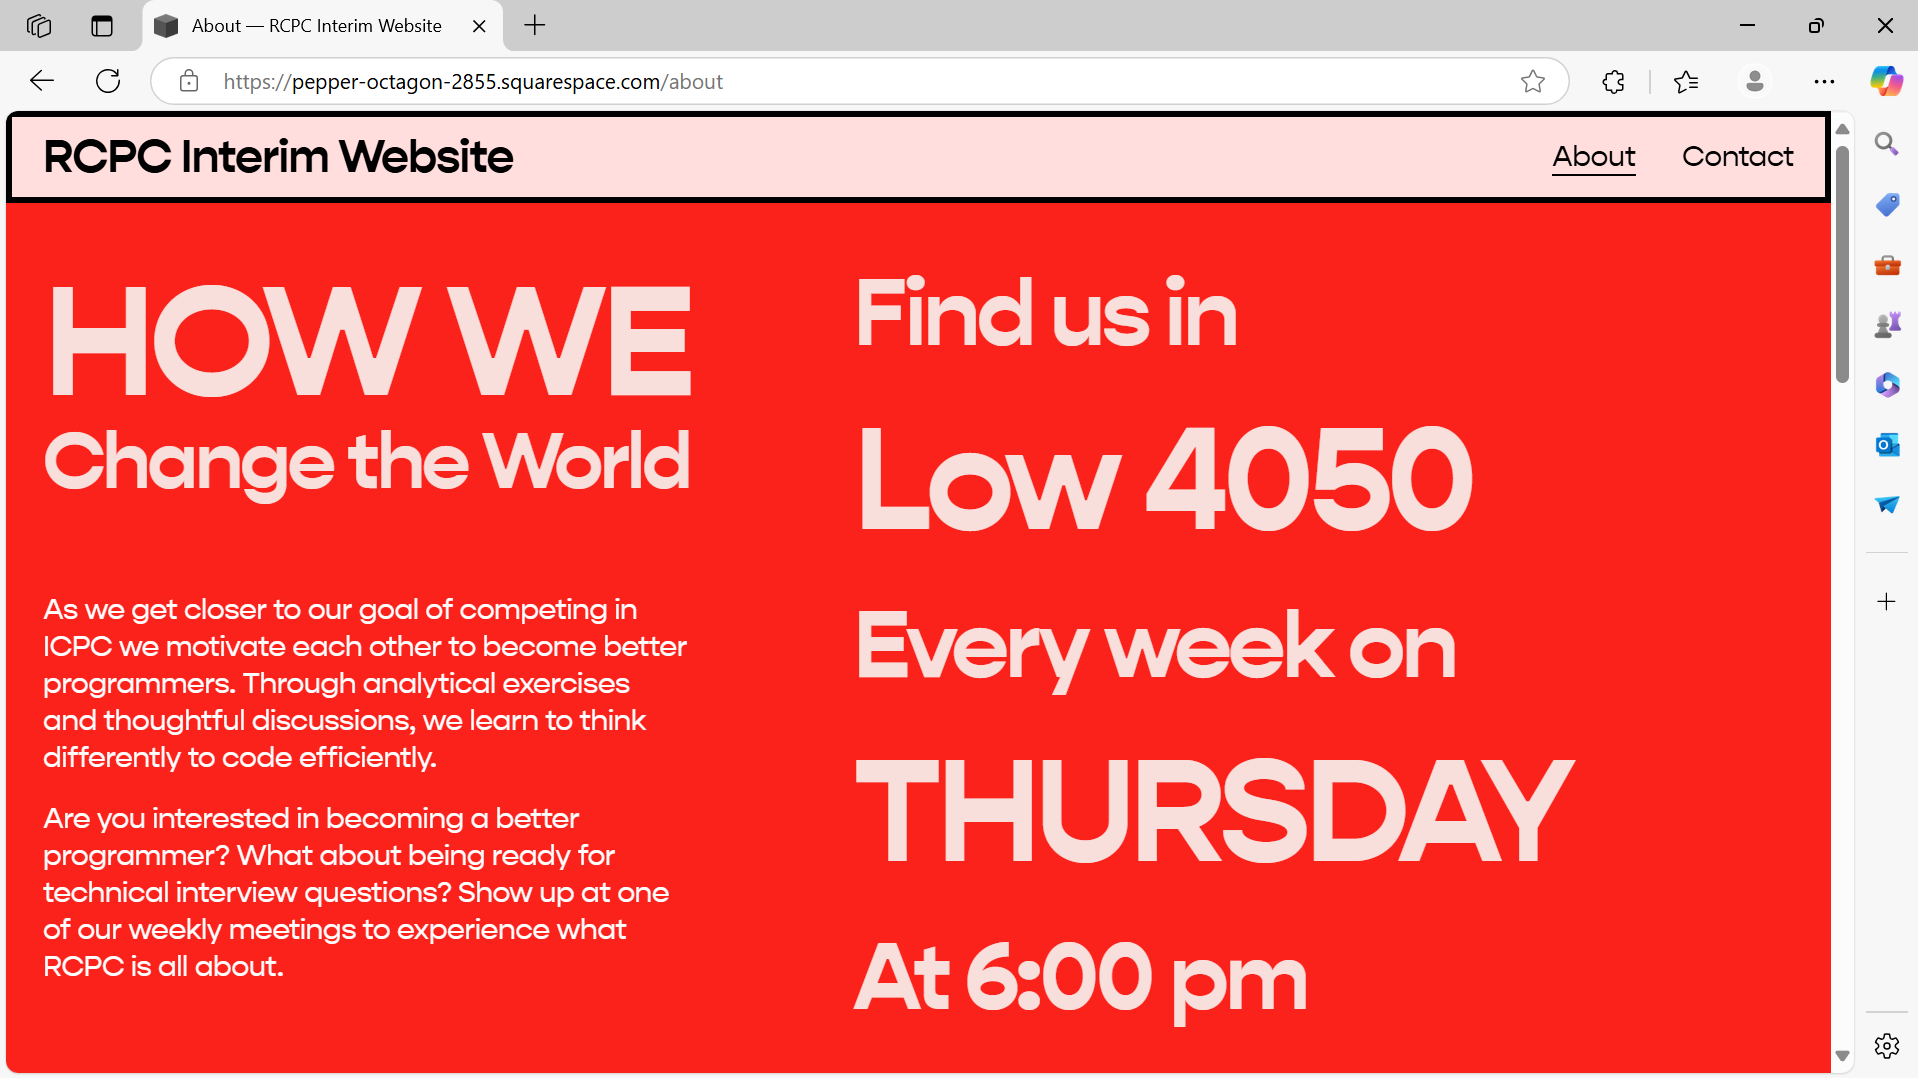 About — RCPC Interim Website
https://pepper-octagon-2855.squarespace.com/about
RCPC Interim Website
About
Contact
HOW WE
Change the World
As we get closer to our goal of competing in
ICPC we motivate each other to become better
programmers. Through analytical exercises
and thoughtful discussions, we learn to think
differently to code efficiently.
Are you interested in becoming a better
programmer? What about being ready for
technical interview questions? Show up at one
of our weekly meetings to experience what
RCPC is all about.
Find us in
Low 4050
Every week on
THURSDAY
At 6:00 pm